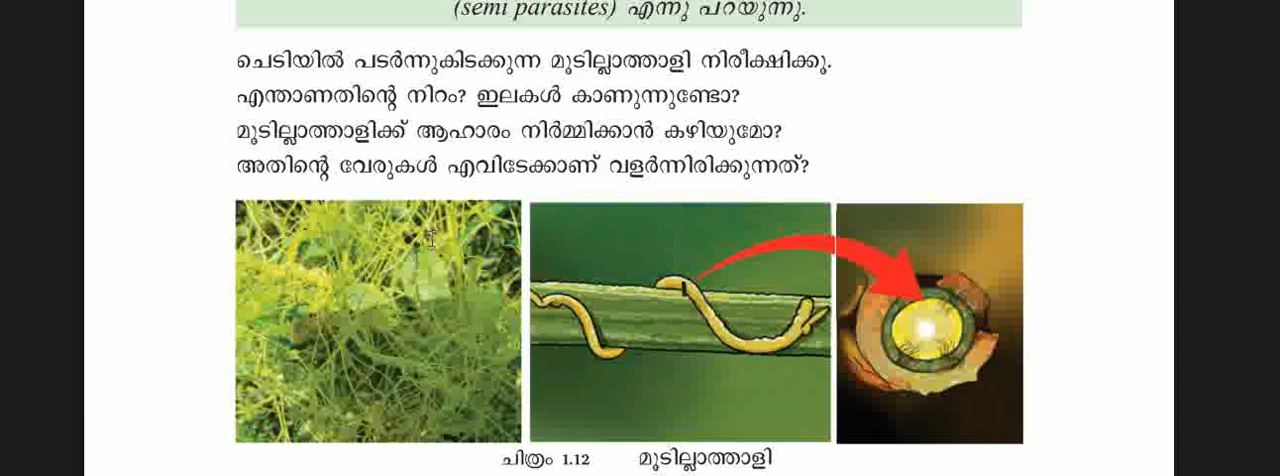 (semi parasites) എന്നു പറയുന്നു.
ചെടിയിൽ പടർന്നുകിടക്കുന്ന മൂടില്ലാത്താളി നിരീക്ഷിക്കൂ.
എന്താണതിന്റെ നിറം? ഇലകൾ കാണുന്നുണ്ടോ?
മൂടില്ലാത്താളിക്ക് ആഹാരം നിർമ്മിക്കാൻ കഴിയുമോ?
അതിന്റെ വേരുകൾ എവിടേക്കാണ് വളർന്നിരിക്കുന്നത്?
ചിത്രം 1.12 മൂടില്ലാത്താളി